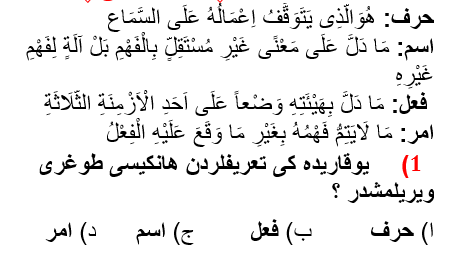 حرف: هُوَالَّذِى يَتَوَقَّفُ اِعْمَالُهُ عَلَى السَّمَاعِ
اسم: مَا دَلَّ عَلَى مَعْنًى غَيْرِ مُسْتَقِلٍّ بِالْفَهْمِ بَلْ آلَةٍ لِفَهْمِ
غَيْرِهِ
فعل: مَا دَلَّ بِهَيْئَتِهِ وَضْعاً عَلَى اَحَدِ الْاَزْمِنَةِ الثَّلَاثَةِ
امر: مَا لَايَتِمُّ فَهْمُهُ بِغَيْرِ مَا وَقَعَ عَلَيْهِ الْفِعْلُ
1) يوقاريده كى تعريفلردن هانكيسى طوغرى
ويريلمشدر ؟
ا) حرف ب) فعل ج) اسم د) امر